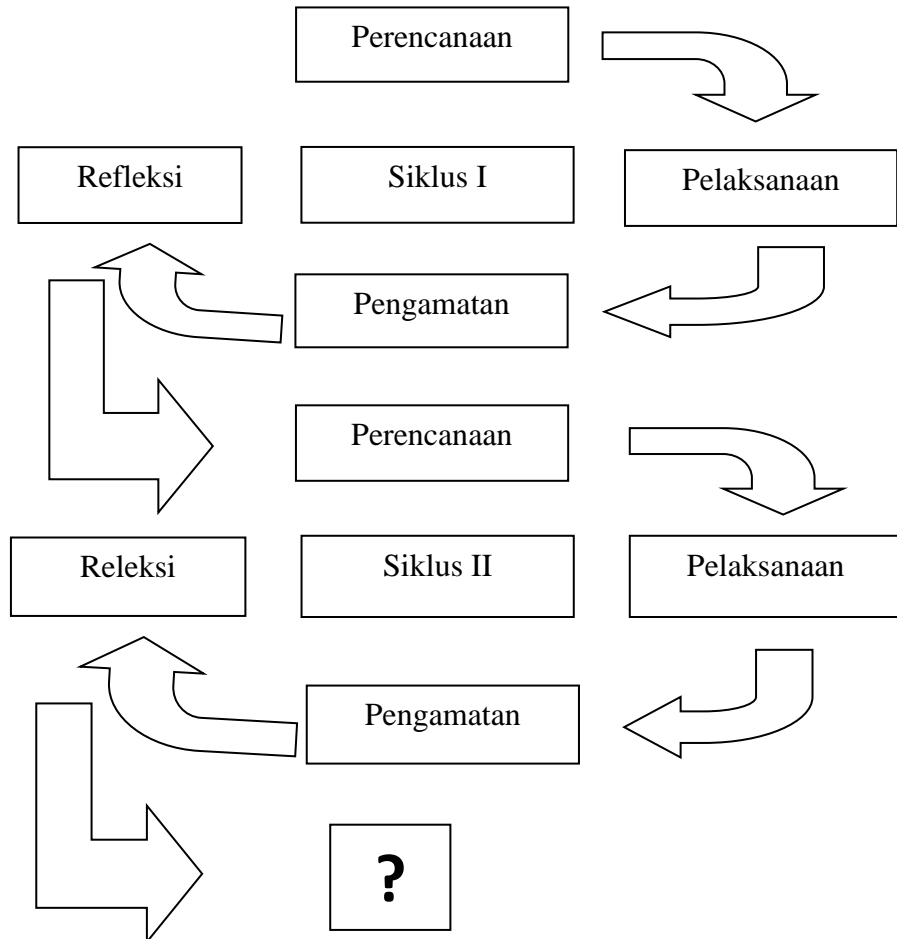 Perencanaan
Refleksi
Siklus I
Pelaksanaan
Pengamatan
Perencanaan
Releksi
Siklus II
Pelaksanaan
Pengamatan
?